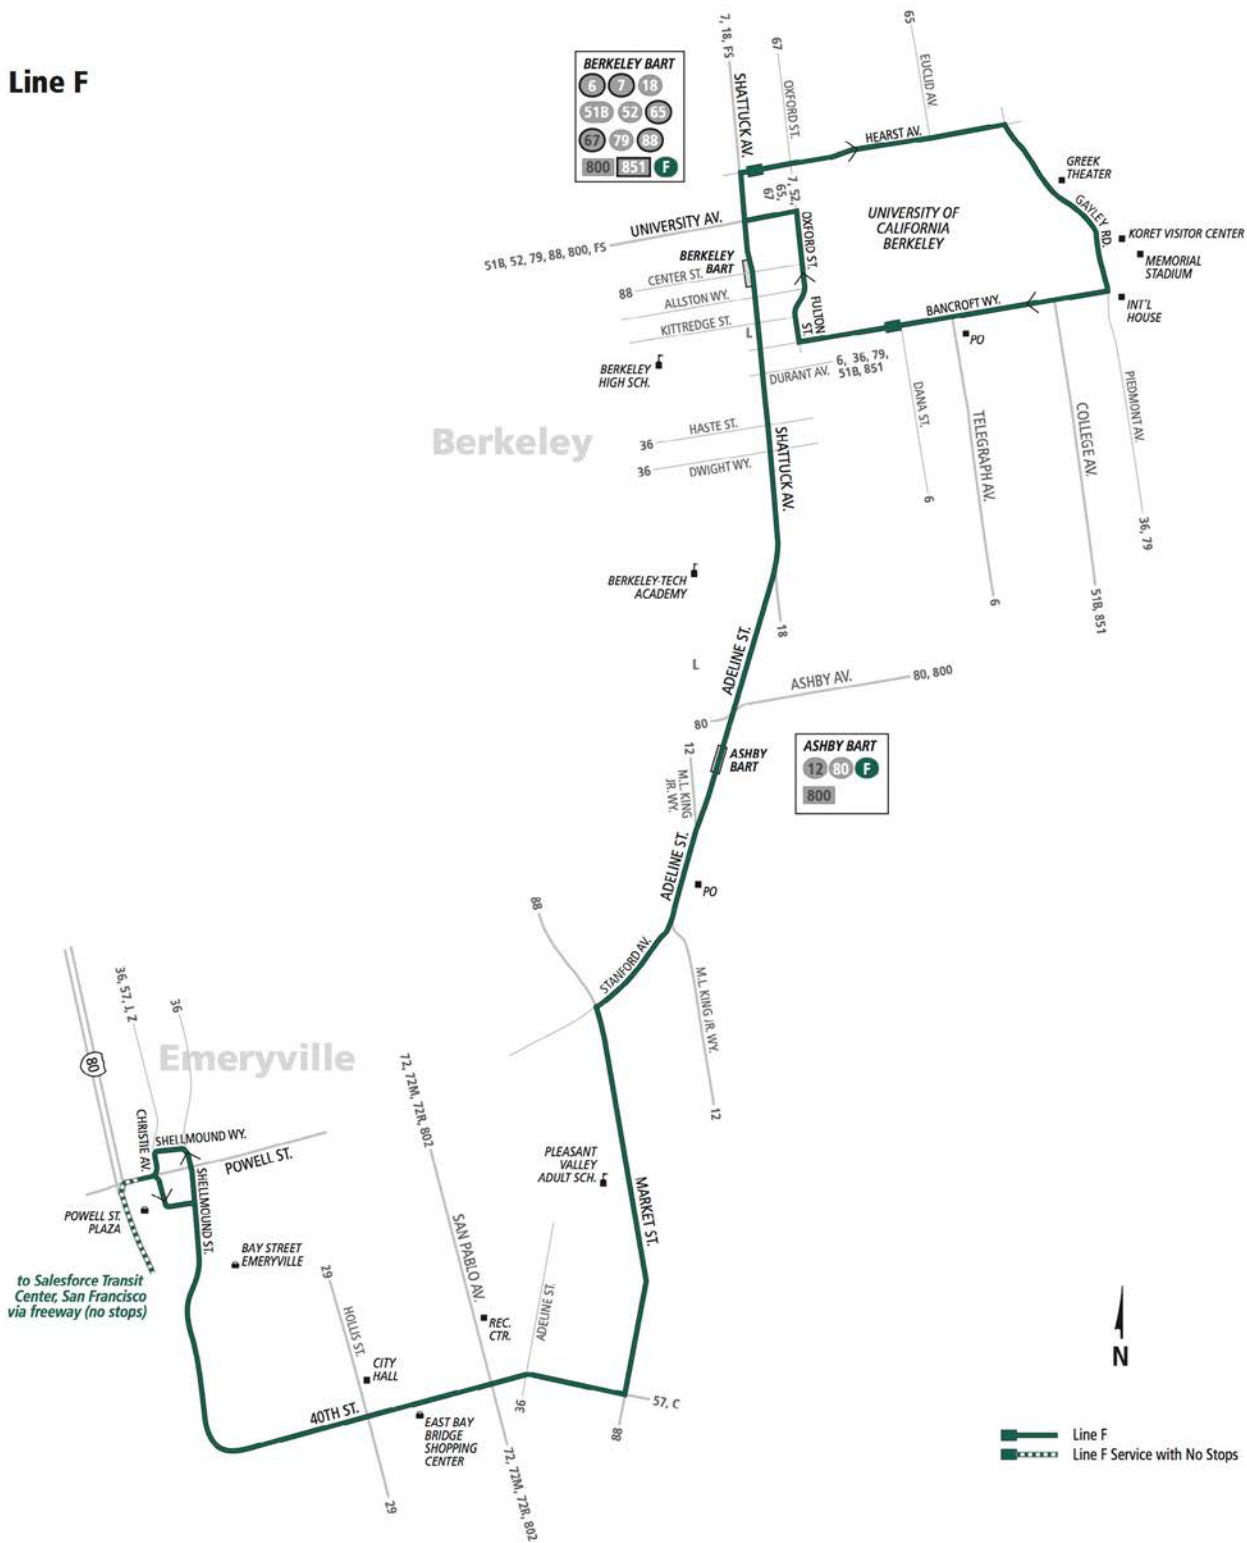 Line F
BERKELEY BART
6 7 18
51B 52 65
67 79 88
800 851 F
7, 18, FS
67
65
SHATTUCK AV.
OXFORD ST.
EUCLID AV.
HEARST AV.
GREEK
THEATER
GAYLEY RD.
7, 52,
65,
67
UNIVERSITY OF
CALIFORNIA
BERKELEY
KORET VISITOR CENTER
MEMORIAL
STADIUM
INT'L
HOUSE
UNIVERSITY AV.
51B, 52, 79, 88, 800, FS
OXFORD ST.
BERKELEY
BART
CENTER ST.
88
ALLSTON WY.
KITTREDGE ST.
FULTON
ST.
BANCROFT WY.
L
PO
BERKELEY
HIGH SCH.
DURANT AV.
6, 36, 79,
51B, 851
DANA ST.
TELEGRAPH AV.
COLLEGE AV.
PIEDMONT AV.
Berkeley
HASTE ST.
36
DWIGHT WY.
36
SHATTUCK AV.
6
6
51B, 851
36, 79
BERKELEY-TECH
ACADEMY
18
ADELINE ST.
L
ASHBY AV.
80, 800
80
12
ASHBY
BART
ASHBY BART
12 80 F
800
M.L. KING
JR. WY.
ADELINE ST.
PO
88
STANFORD AV.
M.L. KING JR. WY.
12
36, 57, J, Z
36
80
Emeryville
72, 72M, 72R, 802
CHRISTIE AV.
SHELLMOUND WY.
POWELL ST.
SHELLMOUND ST.
POWELL ST.
PLAZA
BAY STREET
EMERYVILLE
to Salesforce Transit
Center, San Francisco
via freeway (no stops)
PLEASANT
VALLEY
ADULT SCH.
MARKET ST.
SAN PABLO AV.
29
HOLLIS ST.
REC.
CTR.
ADELINE ST.
CITY
HALL
40TH ST.
EAST BAY
BRIDGE
SHOPPING
CENTER
36
57, C
88
29
72, 72M, 72R, 802
N
Line F
Line F Service with No Stops